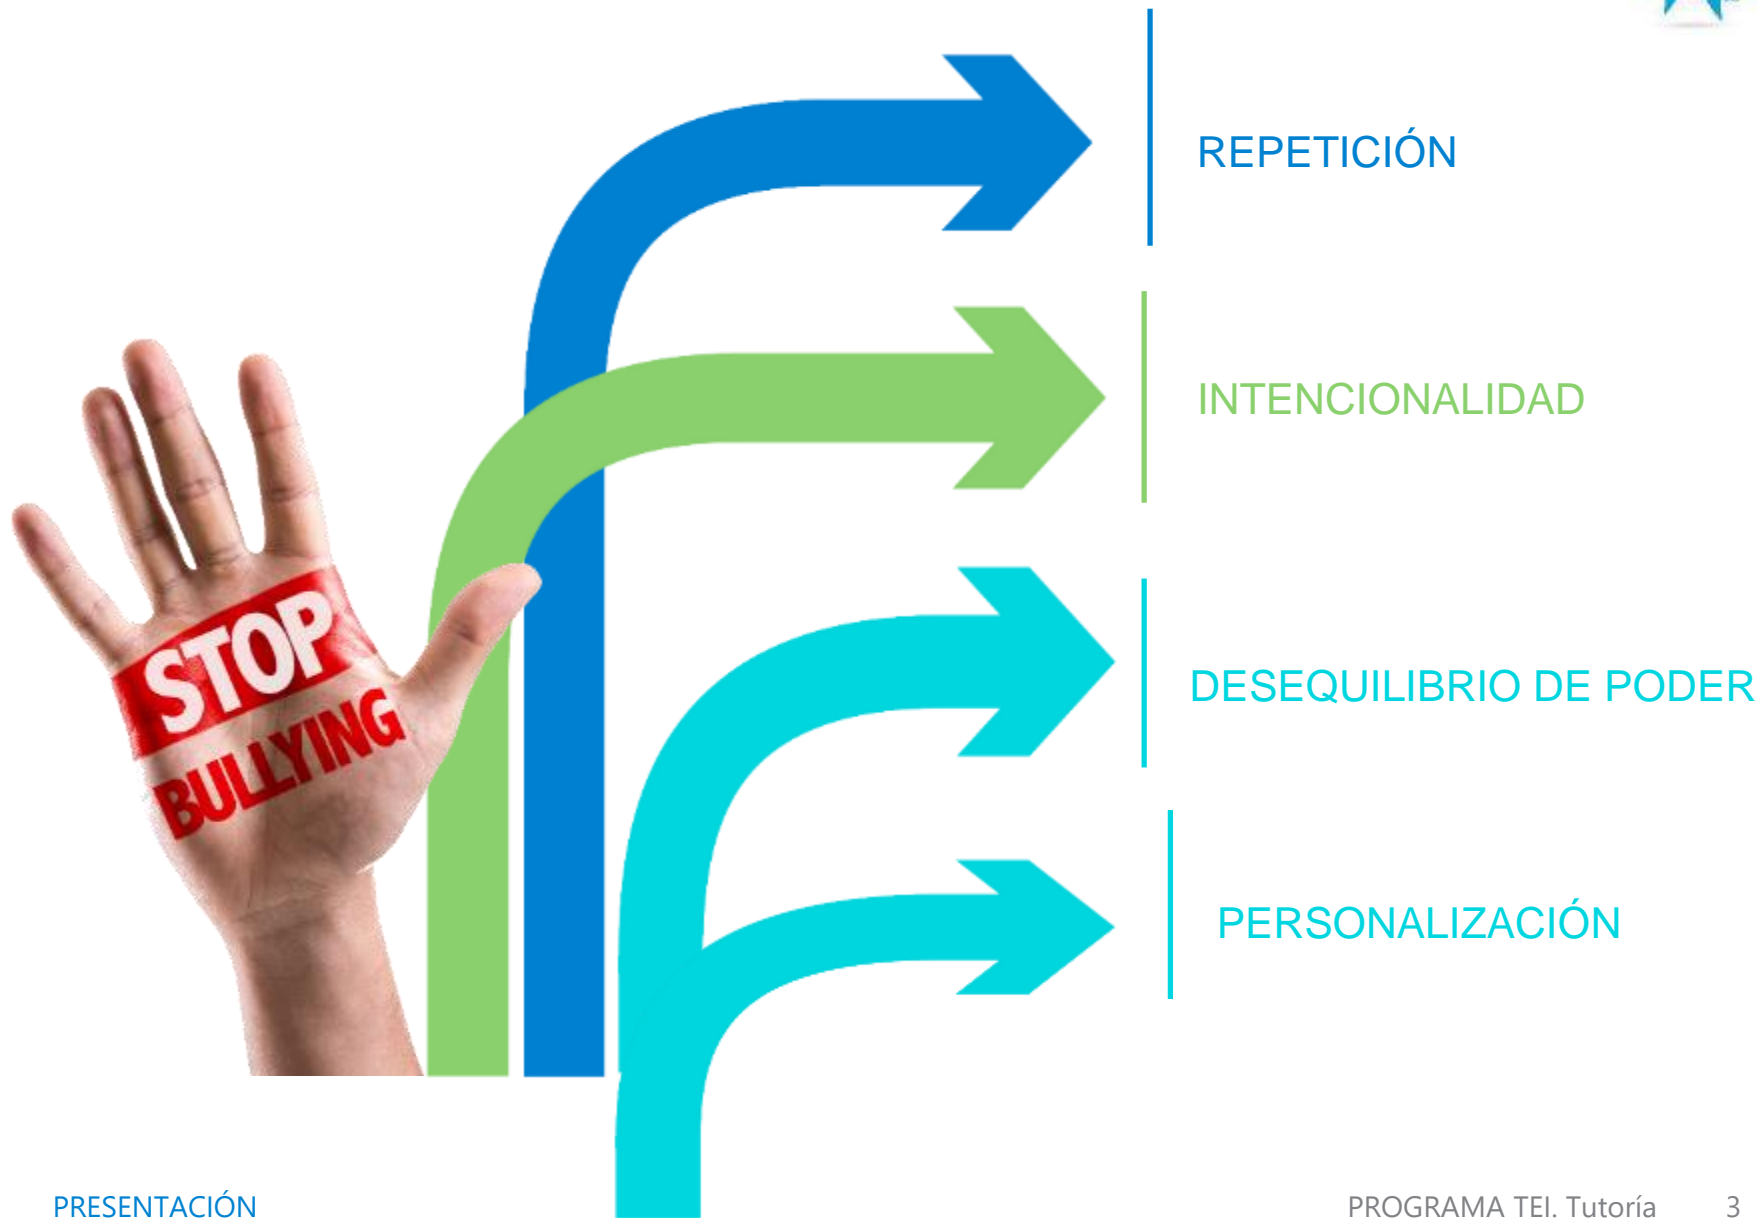 REPETICIÓN
INTENCIONALIDAD
STOP
BULLYING
DESEQUILIBRIO DE PODER
PERSONALIZACIÓN
PRESENTACIÓN
PROGRAMA TEI. Tutoría 3